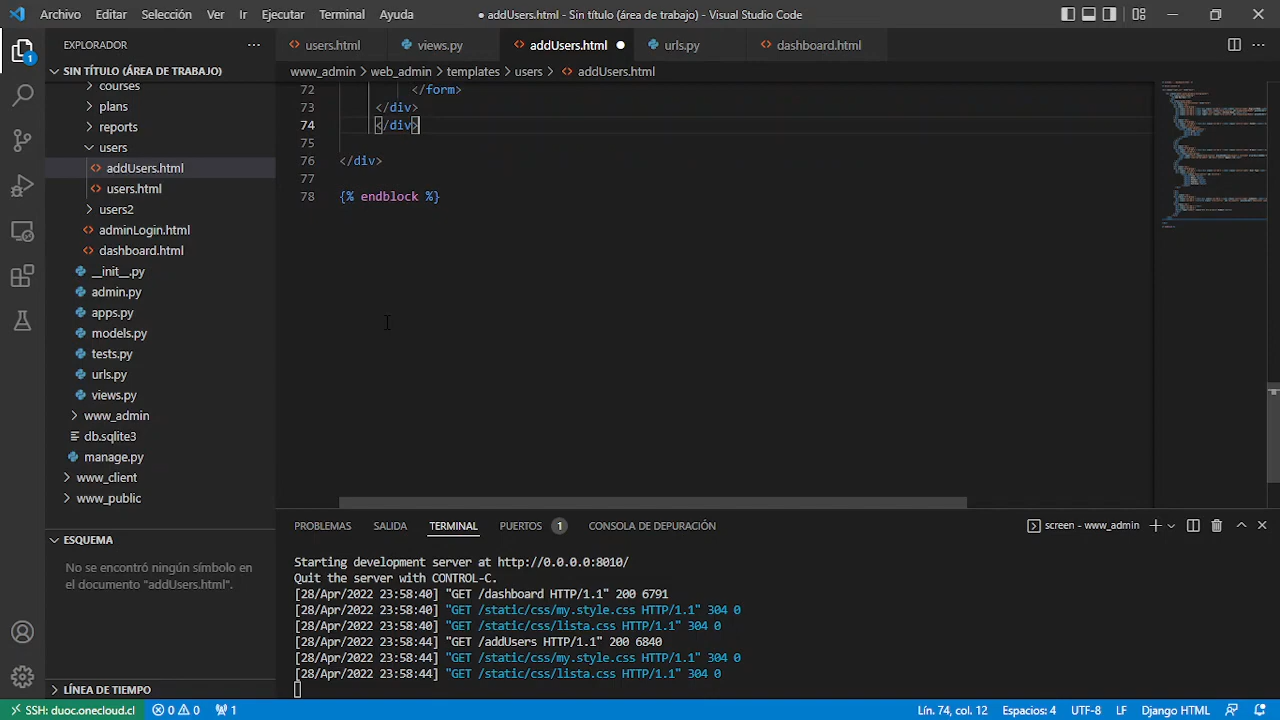 Archivo Editar Selección Ver Ir Ejecutar Terminal Ayuda ● addUsers.html - Sin título (área de trabajo) - Visual Studio Code
EXPLORADOR
users.html views.py addUsers.html urls.py dashboard.html
SIN TÍTULO (ÁREA DE TRABAJO)
www_admin > web_admin > templates > users > addUsers.html
courses
plans
reports
users
addUsers.html
users.html
users2
adminLogin.html
dashboard.html
__init__.py
admin.py
apps.py
models.py
tests.py
urls.py
views.py
www_admin
db.sqlite3
manage.py
www_client
www_public
ESQUEMA
No se encontró ningún símbolo en
el documento "addUsers.html".
LÍNEA DE TIEMPO
72 </form>
73 </div>
74 </div>
75
76 </div>
77
78 {% endblock %}
PROBLEMAS SALIDA TERMINAL PUERTOS 1 CONSOLA DE DEPURACIÓN screen - www_admin
Starting development server at http://0.0.0.0:8010/
Quit the server with CONTROL-C.
[28/Apr/2022 23:58:40] "GET /dashboard HTTP/1.1" 200 6791
[28/Apr/2022 23:58:40] "GET /static/css/my.style.css HTTP/1.1" 304 0
[28/Apr/2022 23:58:40] "GET /static/css/lista.css HTTP/1.1" 304 0
[28/Apr/2022 23:58:44] "GET /addUsers HTTP/1.1" 200 6840
[28/Apr/2022 23:58:44] "GET /static/css/my.style.css HTTP/1.1" 304 0
[28/Apr/2022 23:58:44] "GET /static/css/lista.css HTTP/1.1" 304 0
SSH: duoc.onecloud.cl 0 0 1 Lín. 74, col. 12 Espacios: 4 UTF-8 LF Django HTML